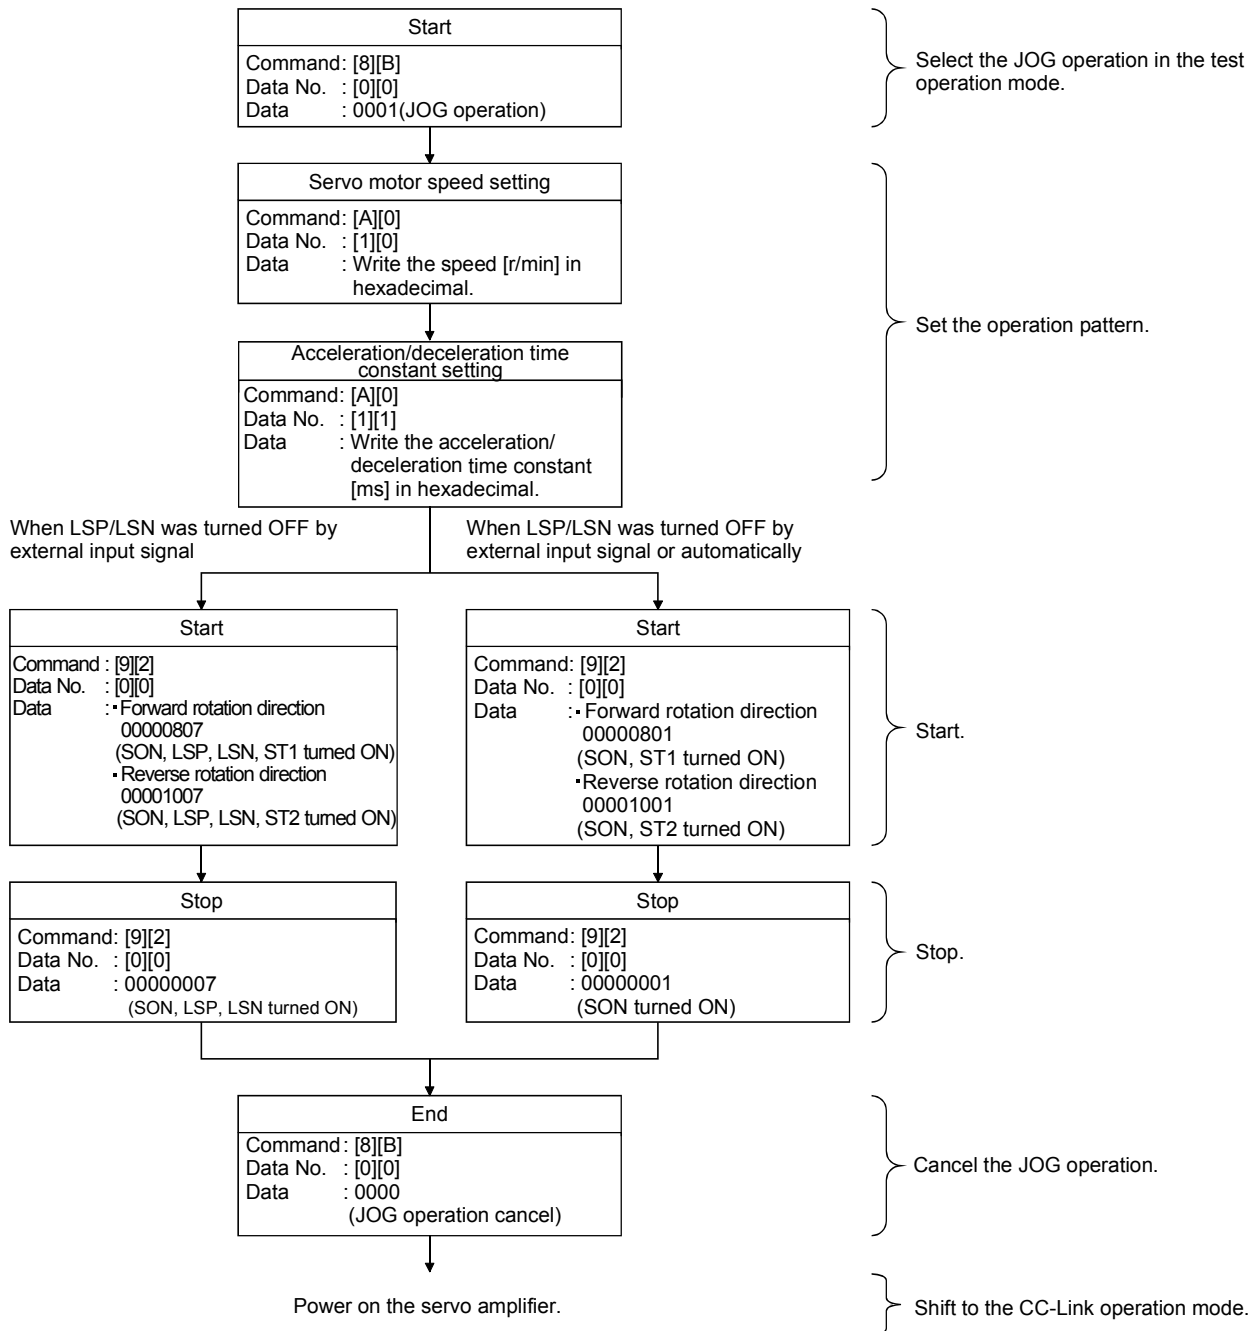 Start
Command: [8][B]
Data No. : [0][0]
Data : 0001(JOG operation)
Select the JOG operation in the test
operation mode.
Servo motor speed setting
Command: [A][0]
Data No. : [1][0]
Data : Write the speed [r/min] in
hexadecimal.
Acceleration/deceleration time
constant setting
Command: [A][0]
Data No. : [1][1]
Data : Write the acceleration/
deceleration time constant
[ms] in hexadecimal.
Set the operation pattern.
When LSP/LSN was turned OFF by
external input signal
When LSP/LSN was turned OFF by
external input signal or automatically
Start
Command : [9][2]
Data No. : [0][0]
Data : ▪ Forward rotation direction
00000807
(SON, LSP, LSN, ST1 turned ON)
▪ Reverse rotation direction
00001007
(SON, LSP, LSN, ST2 turned ON)
Start
Command: [9][2]
Data No. : [0][0]
Data : ▪ Forward rotation direction
00000801
(SON, ST1 turned ON)
▪ Reverse rotation direction
00001001
(SON, ST2 turned ON)
Start.
Stop
Command: [9][2]
Data No. : [0][0]
Data : 00000007
(SON, LSP, LSN turned ON)
Stop
Command: [9][2]
Data No. : [0][0]
Data : 00000001
(SON turned ON)
Stop.
End
Command: [8][B]
Data No. : [0][0]
Data : 0000
(JOG operation cancel)
Cancel the JOG operation.
Power on the servo amplifier.
Shift to the CC-Link operation mode.